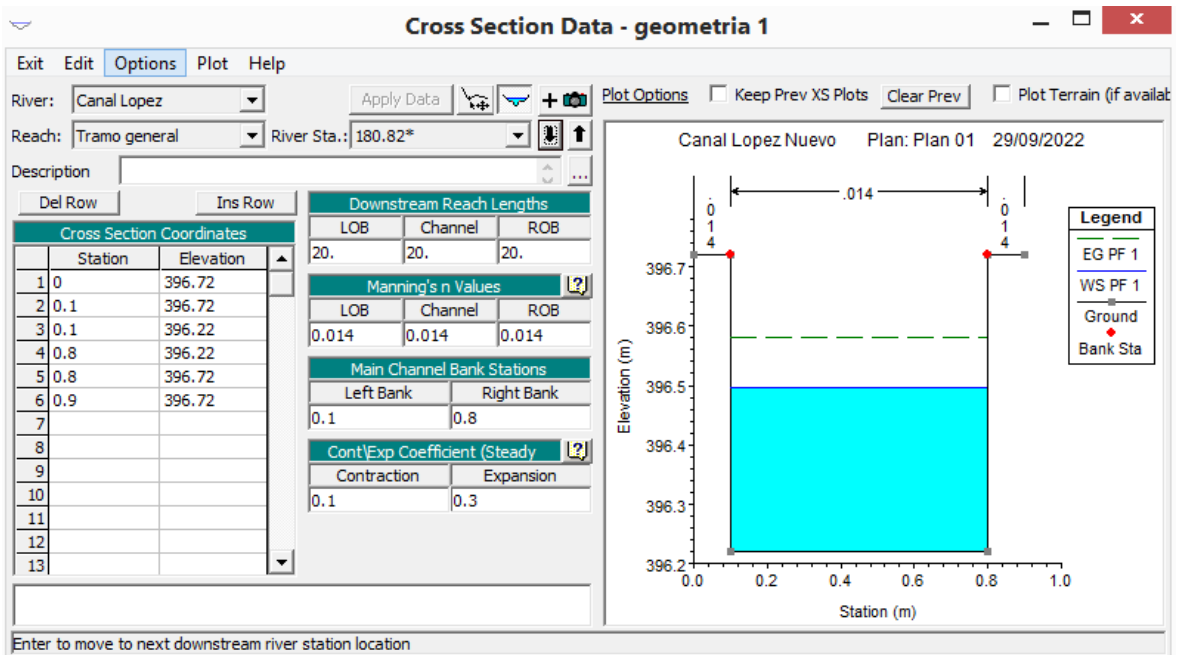 Cross Section Data - geometria 1
Exit Edit Options Plot Help
River: Canal Lopez Apply Data
Reach: Tramo general River Sta.: 180.82*
Description ...
Del Row Ins Row
Cross Section Coordinates
Station Elevation
1 0 396.72
2 0.1 396.72
3 0.1 396.22
4 0.8 396.22
5 0.8 396.72
6 0.9 396.72
7
8
9
10
11
12
13
Downstream Reach Lengths
LOB Channel ROB
20. 20. 20.
Manning's n Values
LOB Channel ROB
0.014 0.014 0.014
Main Channel Bank Stations
Left Bank Right Bank
0.1 0.8
Cont\Exp Coefficient (Steady
Contraction Expansion
0.1 0.3
Plot Options Keep Prev XS Plots Clear Prev Plot Terrain (if availab
Canal Lopez Nuevo Plan: Plan 01 29/09/2022
.014 .014 .014
Legend
EG PF 1
WS PF 1
Ground
Bank Sta
Elevation (m)
396.7
396.6
396.5
396.4
396.3
396.2
0.0 0.2 0.4 0.6 0.8 1.0
Station (m)
Enter to move to next downstream river station location